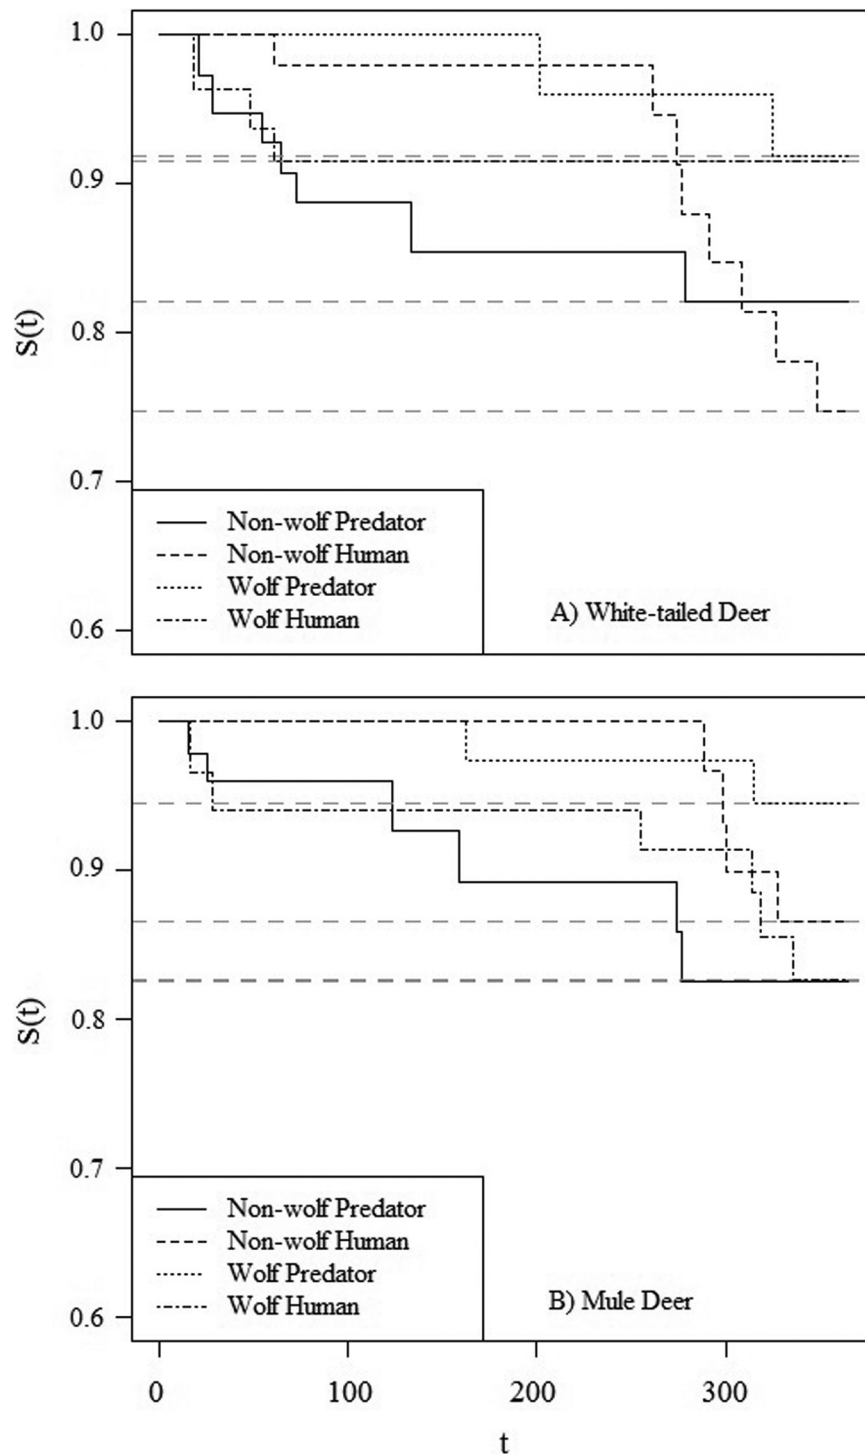 1.0
0.9
0.8
0.7
0.6
S(t)
Non-wolf Predator
Non-wolf Human
Wolf Predator
Wolf Human
A) White-tailed Deer
1.0
0.9
0.8
0.7
0.6
S(t)
Non-wolf Predator
Non-wolf Human
Wolf Predator
Wolf Human
B) Mule Deer
0 100 200 300
t